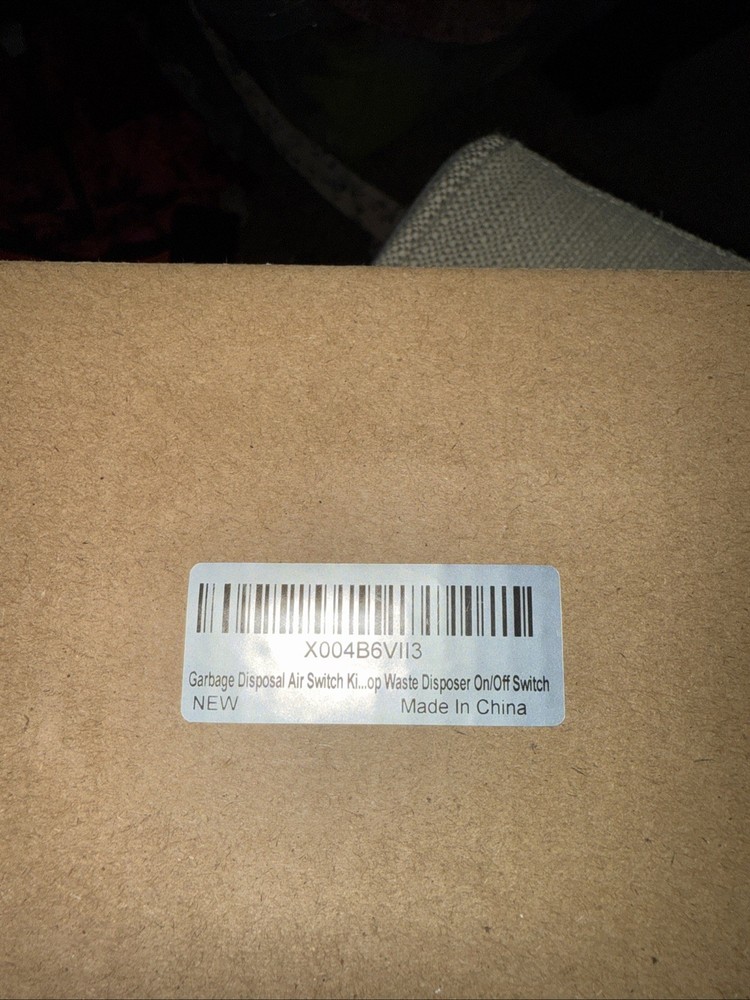 X004B6VII3
Garbage Disposal Air Switch Ki...op Waste Disposer On/Off Switch
NEW Made In China